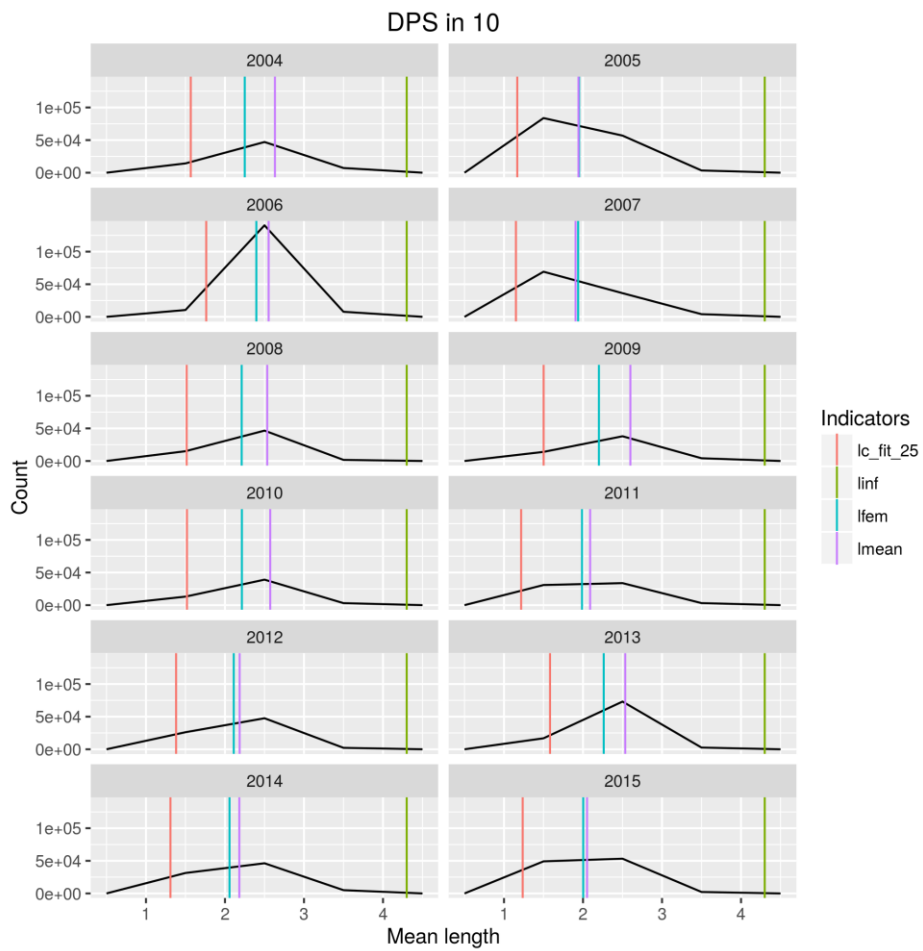 DPS in 10
2004
2005
1e+05
5e+04
0e+00
2006
2007
1e+05
5e+04
0e+00
2008
2009
1e+05
5e+04
0e+00
2010
2011
1e+05
5e+04
0e+00
2012
2013
1e+05
5e+04
0e+00
2014
2015
1e+05
5e+04
0e+00
1 2 3 4
1 2 3 4
Mean length
Count
Indicators
lc_fit_25
linf
lfem
lmean